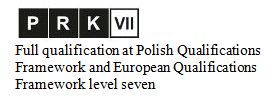 P R K VII
Full qualification at Polish Qualifications
Framework and European Qualifications
Framework level seven